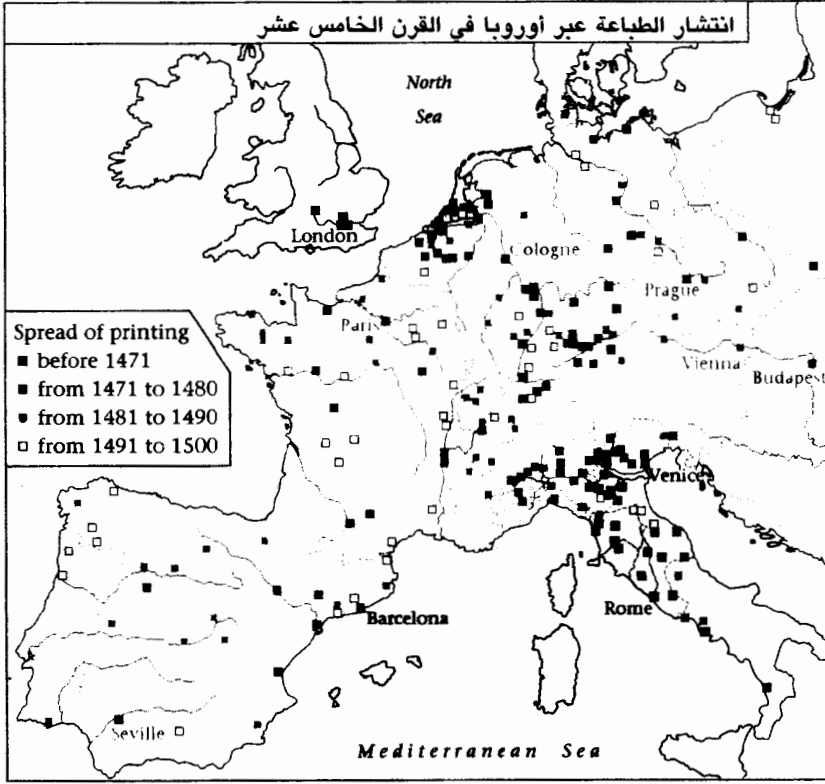 انتشار الطباعة عبر أوروبا في القرن الخامس عشر
North
Sea
London
Cologne
Paris
Prague
Vienna
Budapest
Spread of printing
before 1471
from 1471 to 1480
from 1481 to 1490
from 1491 to 1500
Venice
Rome
Barcelona
Seville
Mediterranean Sea